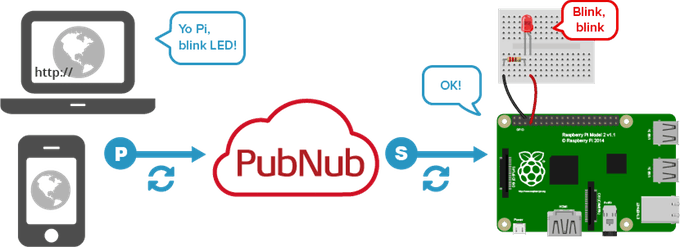 http://
Yo Pi,
blink LED!
P
PubNub
S
OK!
Blink,
blink
Raspberry Pi Model 2 v1.1
© Raspberry Pi 2014